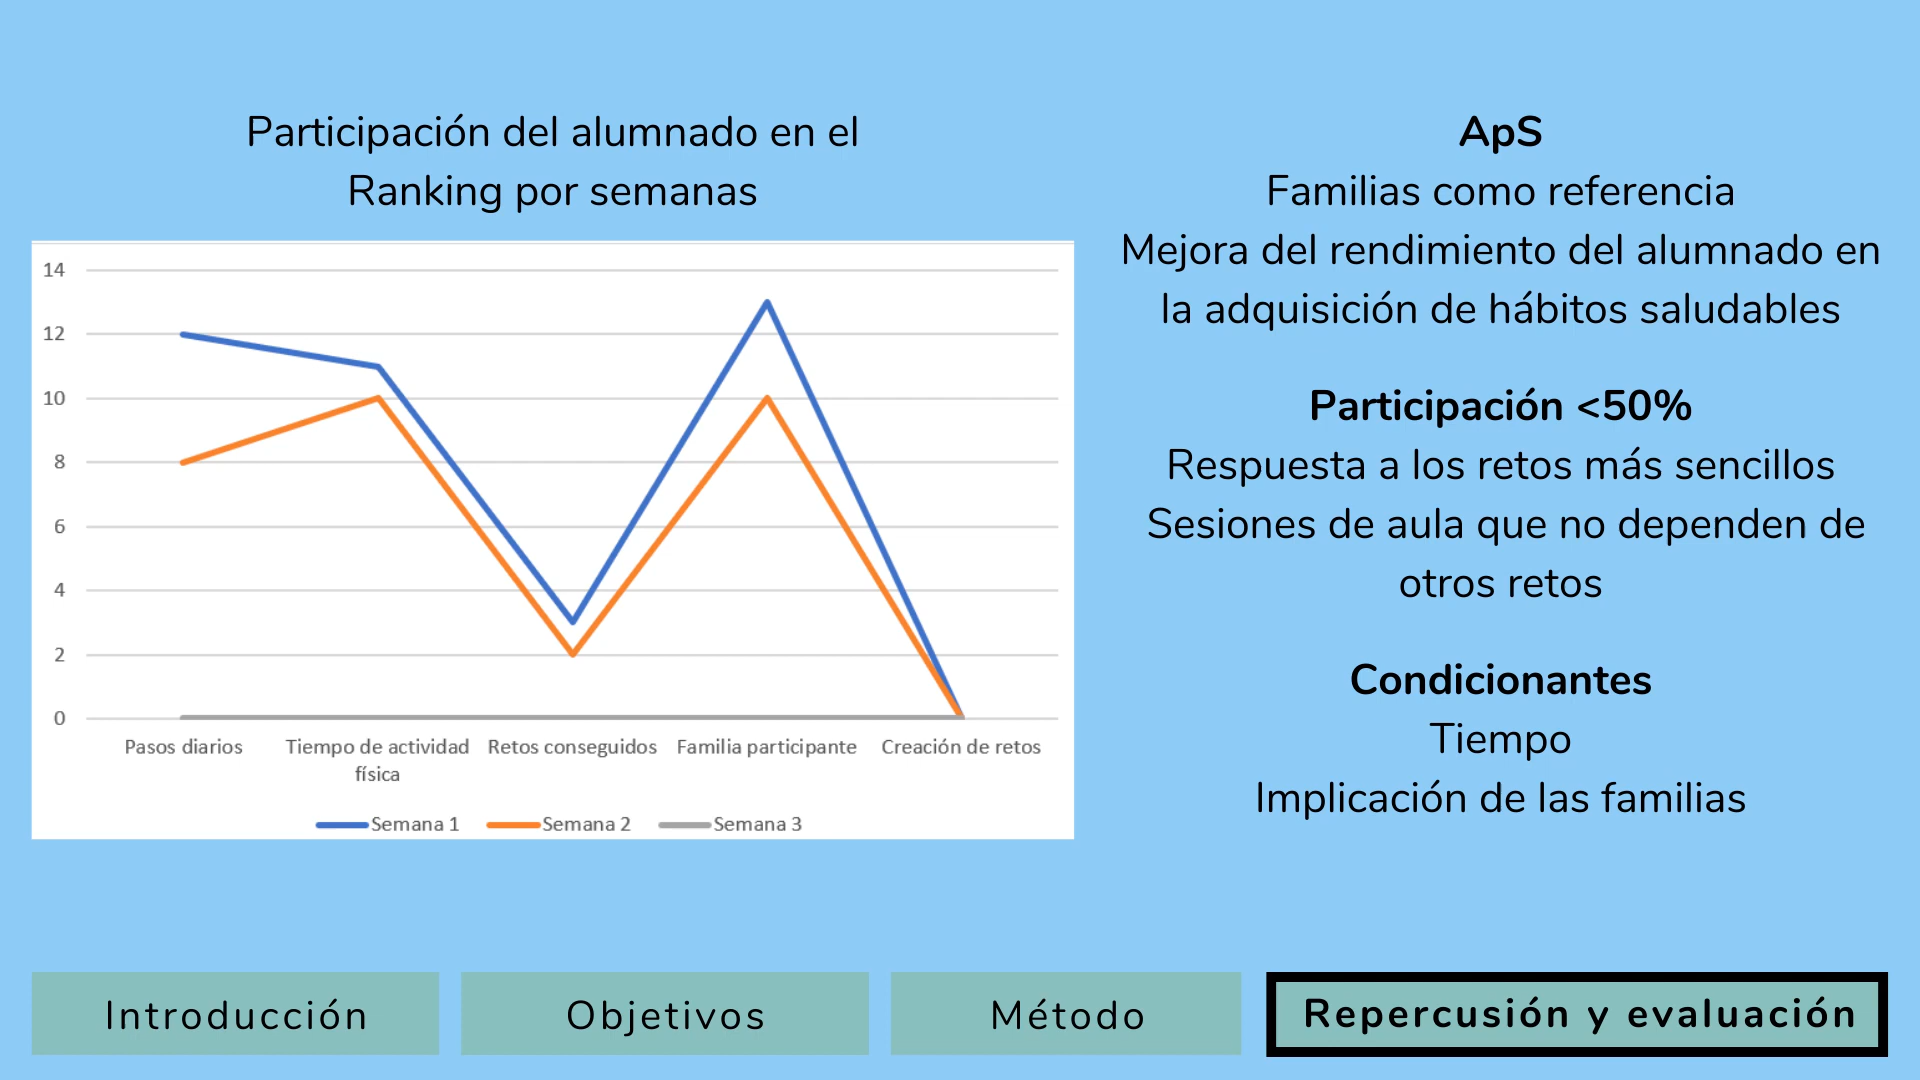 Participación del alumnado en el
Ranking por semanas
14
12
10
8
6
4
2
0
Pasos diarios
Tiempo de actividad
física
Retos conseguidos
Familia participante
Creación de retos
Semana 1
Semana 2
Semana 3
ApS
Familias como referencia
Mejora del rendimiento del alumnado en
la adquisición de hábitos saludables
Participación <50%
Respuesta a los retos más sencillos
Sesiones de aula que no dependen de
otros retos
Condicionantes
Tiempo
Implicación de las familias
Introducción
Objetivos
Método
Repercusión y evaluación